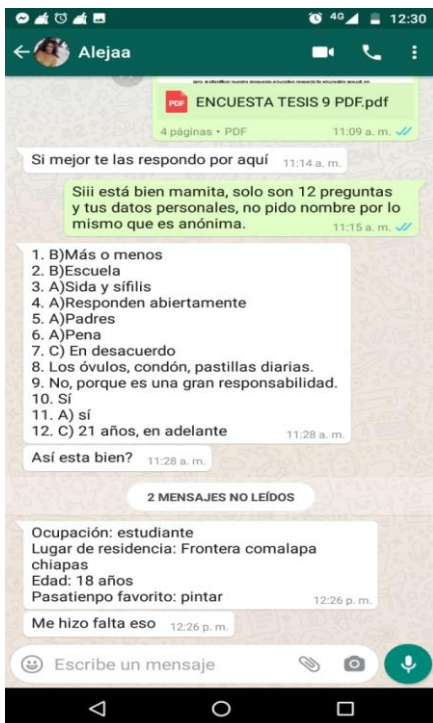 4G 12:30
Alejaa
PDF ENCUESTA TESIS 9 PDF.pdf
4 páginas • PDF 11:09 a. m.
Si mejor te las respondo por aquí 11:14 a. m.
Siii está bien mamita, solo son 12 preguntas
y tus datos personales, no pido nombre por lo
mismo que es anónima. 11:15 a. m.
1. B)Más o menos
2. B)Escuela
3. A)Sida y sífilis
4. A)Responden abiertamente
5. A)Padres
6. A)Pena
7. C) En desacuerdo
8. Los óvulos, condón, pastillas diarias.
9. No, porque es una gran responsabilidad.
10. Sí
11. A) sí
12. C) 21 años, en adelante 11:28 a. m.
Así esta bien? 11:28 a. m.
2 MENSAJES NO LEÍDOS
Ocupación: estudiante
Lugar de residencia: Frontera comalapa
chiapas
Edad: 18 años
Pasatienpo favorito: pintar 12:26 p. m.
Me hizo falta eso 12:26 p. m.
Escribe un mensaje